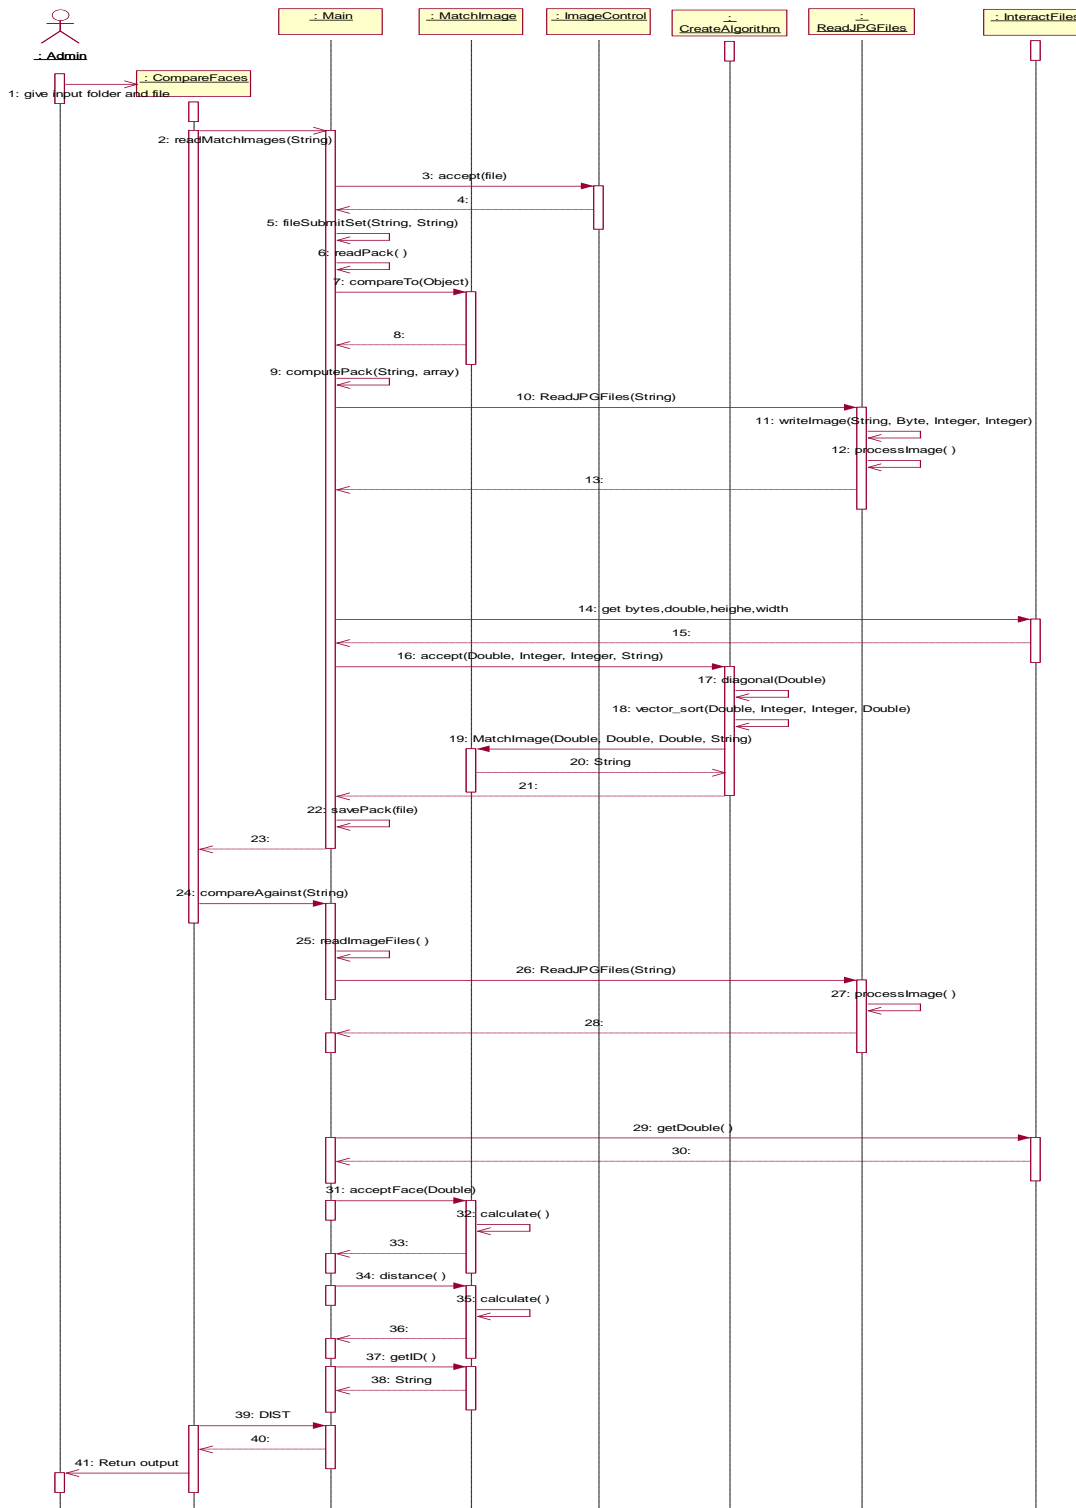 : Main
: MatchImage
: ImageControl
:
CreateAlgorithm
:
ReadJPGFiles
: InteractFiles
: Admin
: CompareFaces
1: give input folder and file
2: readMatchImages(String)
3: accept(file)
4:
5: fileSubmitSet(String, String)
6: readPack( )
7: compareTo(Object)
8:
9: computePack(String, array)
10: ReadJPGFiles(String)
11: writeImage(String, Byte, Integer, Integer)
12: processImage( )
13:
14: get bytes,double,heighe,width
15:
16: accept(Double, Integer, Integer, String)
17: diagonal(Double)
18: vector_sort(Double, Integer, Integer, Double)
19: MatchImage(Double, Double, Double, String)
20: String
21:
22: savePack(file)
23:
24: compareAgainst(String)
25: readImageFiles( )
26: ReadJPGFiles(String)
27: processImage( )
28:
29: getDouble( )
30:
31: acceptFace(Double)
32: calculate( )
33:
34: distance( )
35: calculate( )
36:
37: getID( )
38: String
39: DIST
40:
41: Retun output